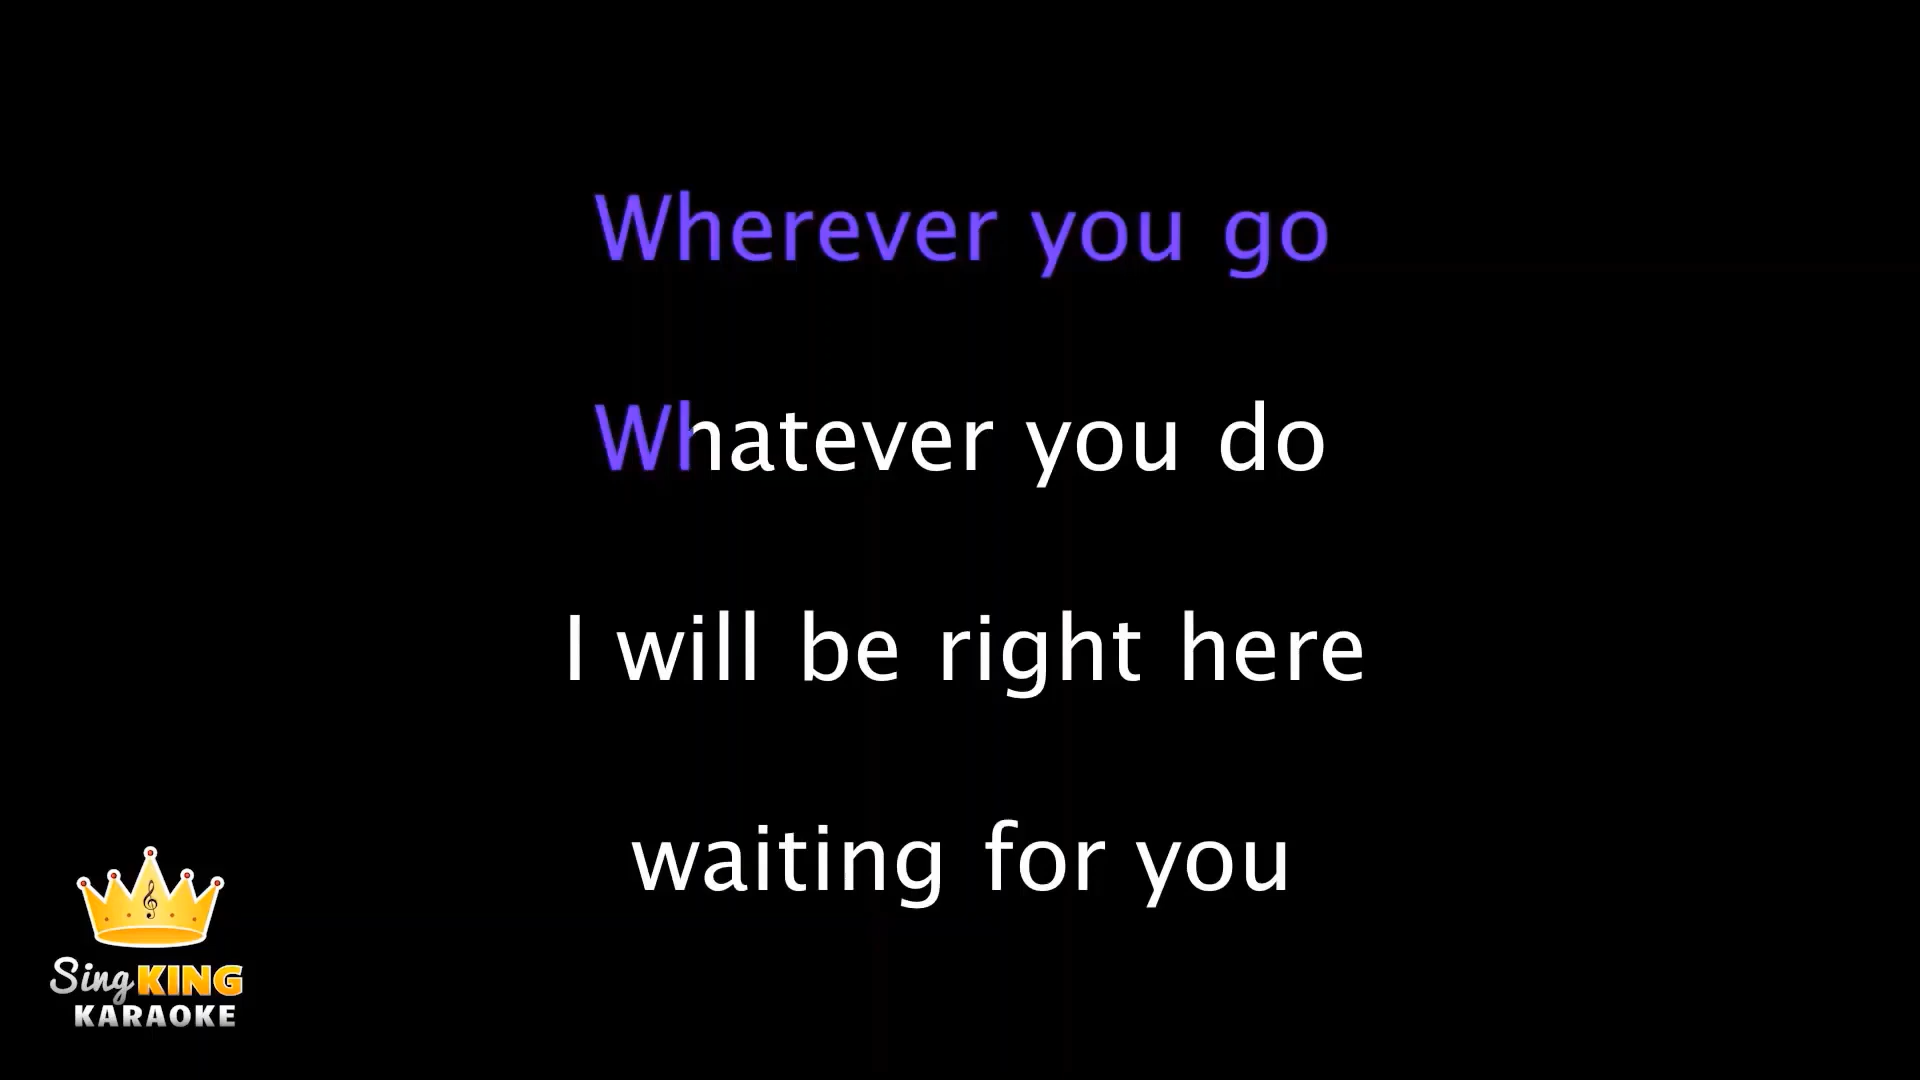 Wherever you go
Whatever you do
I will be right here
waiting for you
Sing KING
KARAOKE